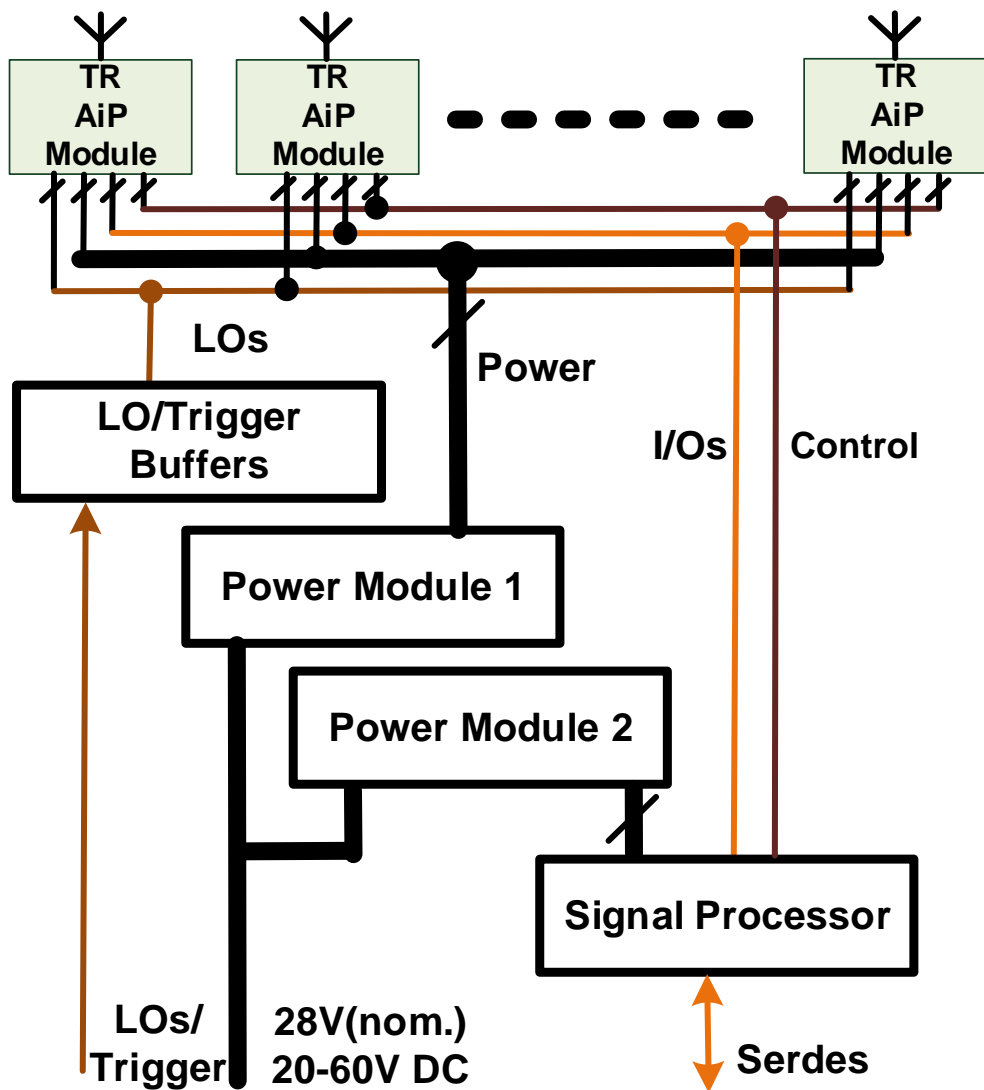 TR
AiP
Module
TR
AiP
Module
TR
AiP
Module
LOs
Power
LO/Trigger
Buffers
I/Os
Control
Power Module 1
Power Module 2
Signal Processor
LOs/
Trigger
28V(nom.)
20-60V DC
Serdes